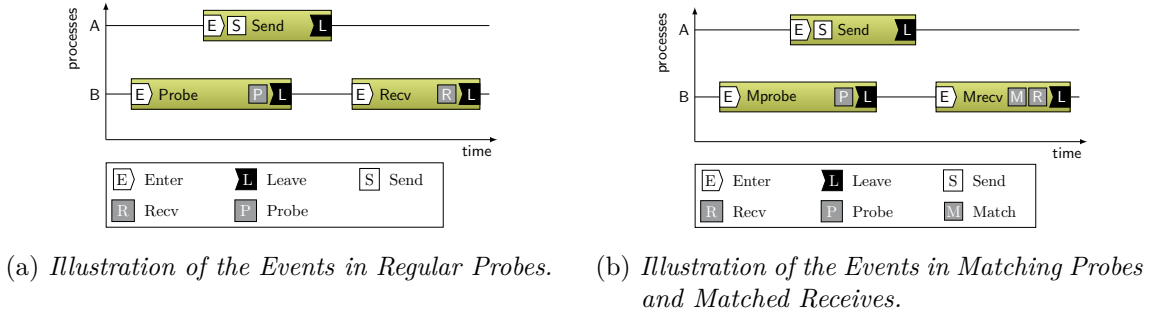 processes
A
E S Send L
B
E Probe P L
E Recv R L
time
E Enter
L Leave
S Send
R Recv
P Probe
(a) Illustration of the Events in Regular Probes.
processes
A
E S Send L
B
E Mprobe P L
E Mrecv M R L
time
E Enter
L Leave
S Send
R Recv
P Probe
M Match
(b) Illustration of the Events in Matching Probes
and Matched Receives.